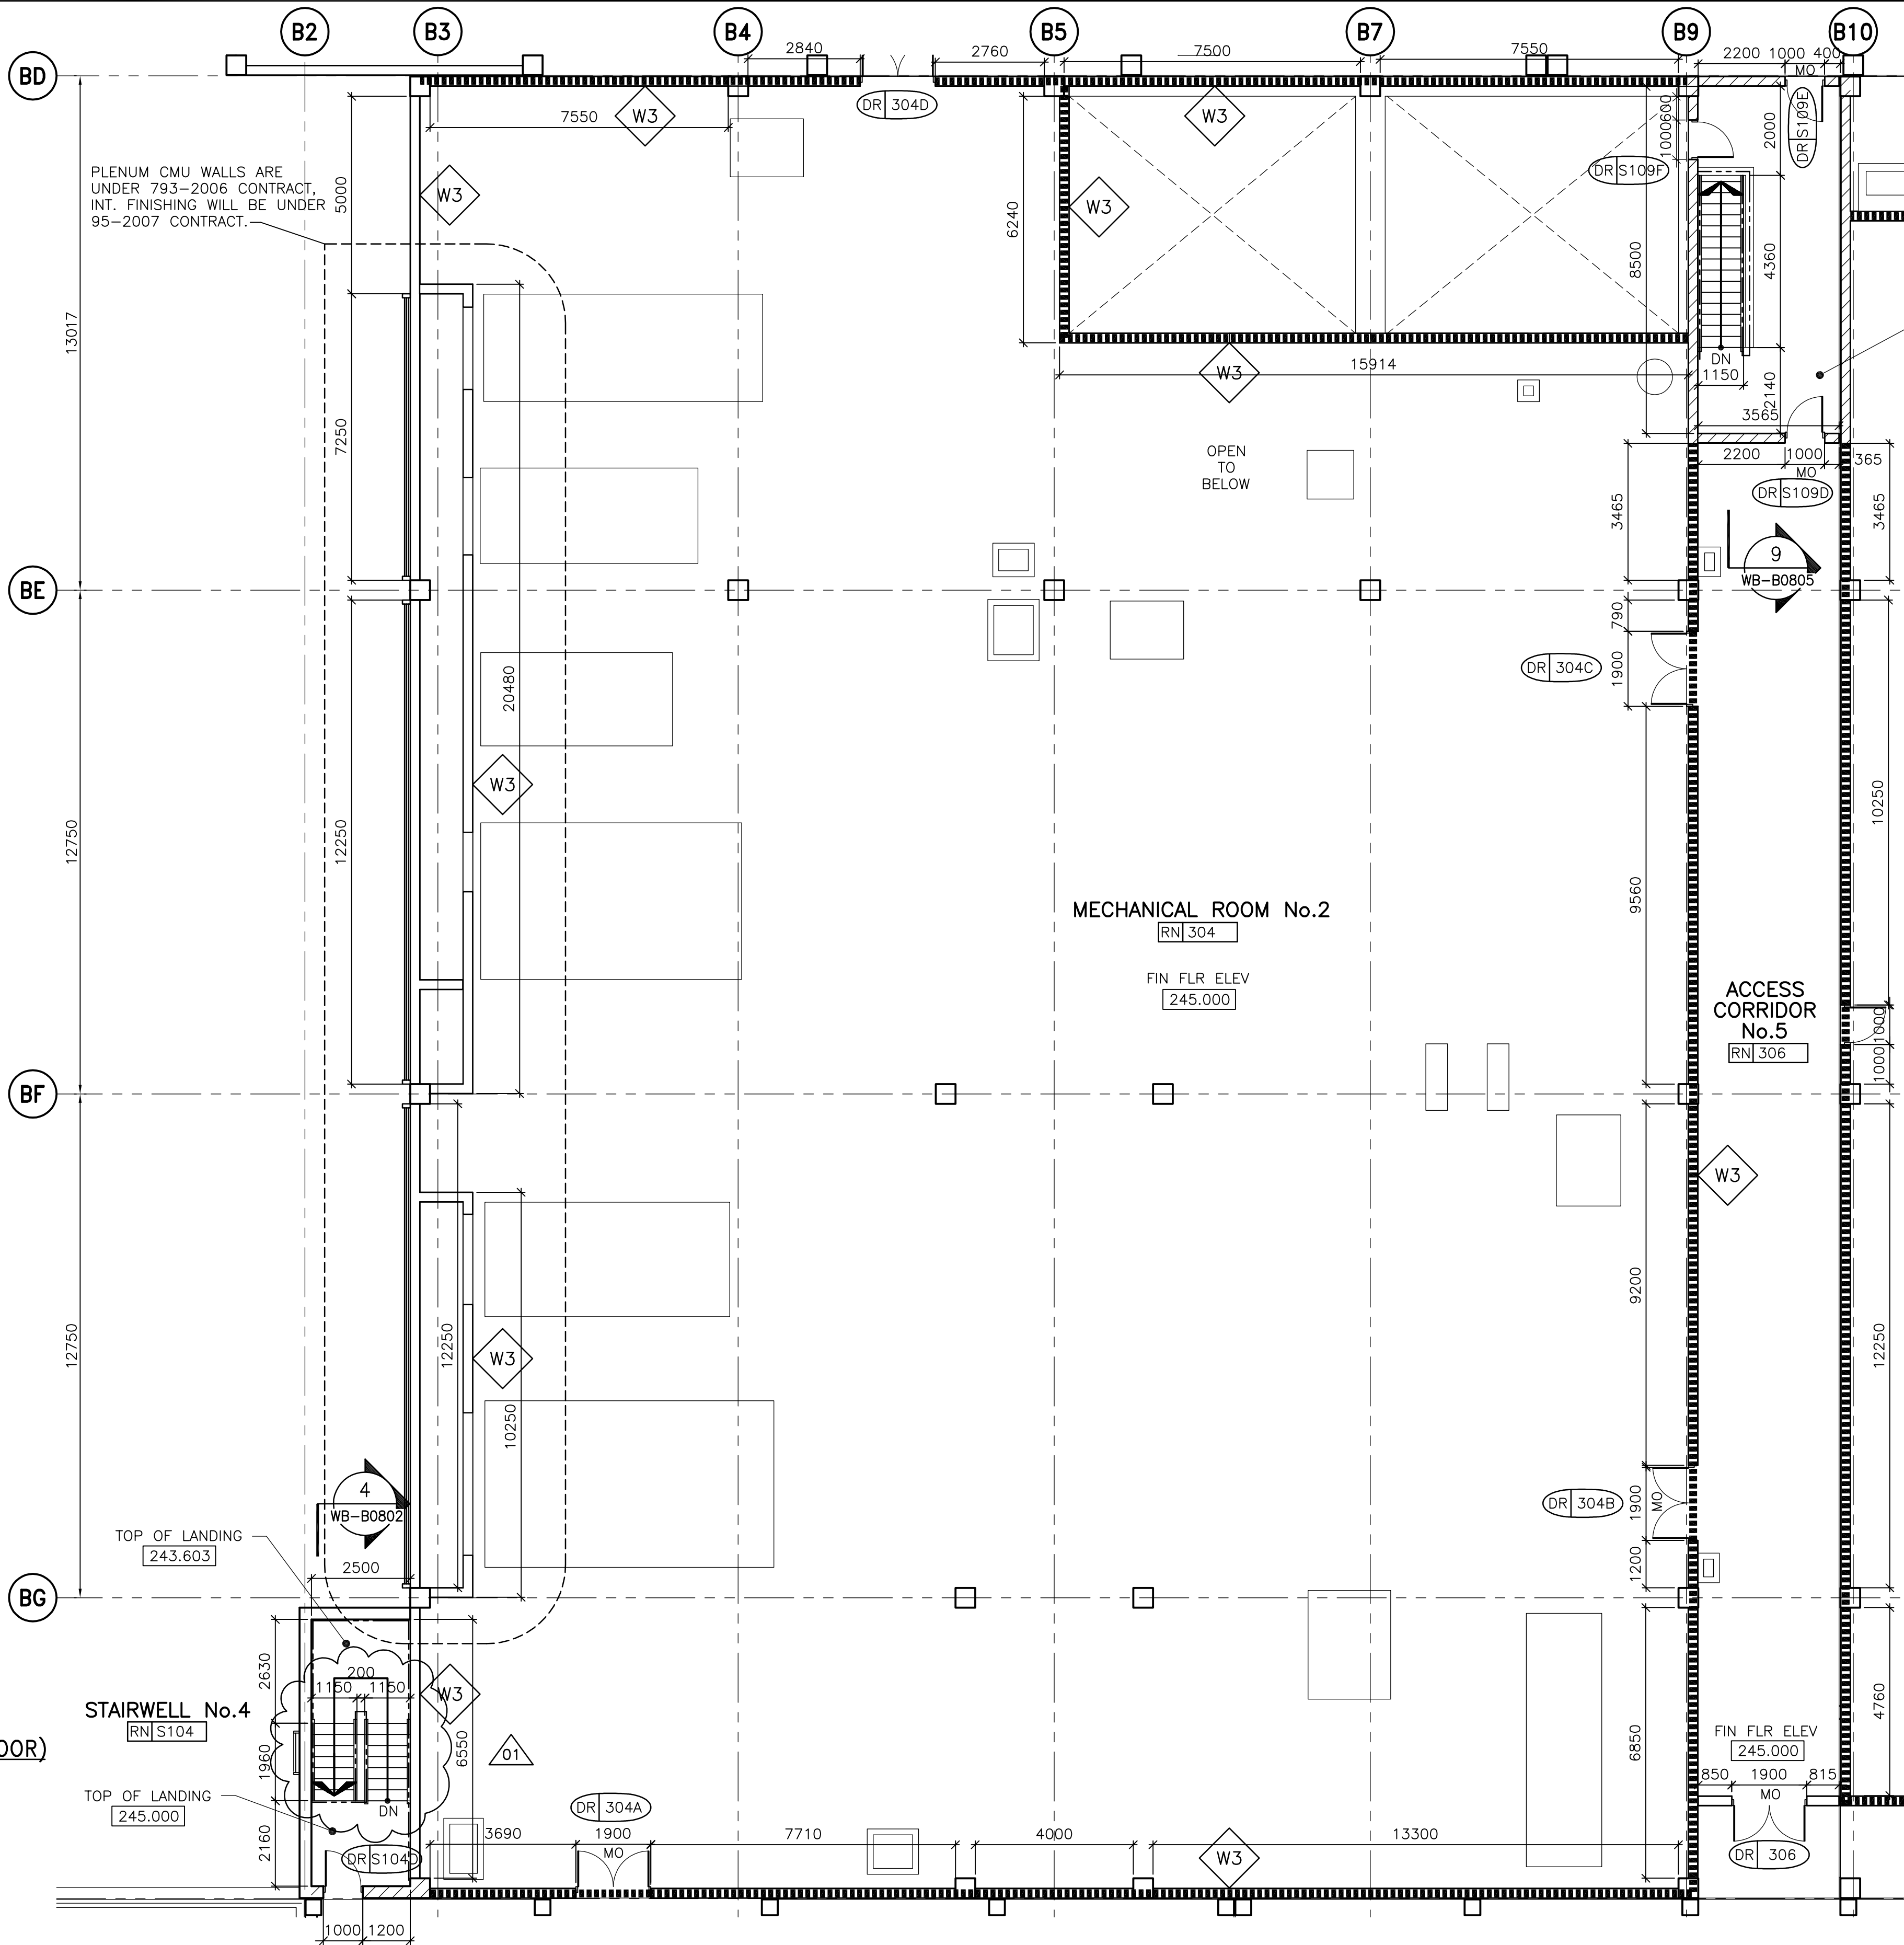 B2 B3 B4 B5 B7 B9 B10
2840 2760 7500 7550 2200 1000 400
MO
BD
DR 304D
7550
W3
W3
W3
W3
PLENUM CMU WALLS ARE
UNDER 793-2006 CONTRACT,
INT. FINISHING WILL BE UNDER
95-2007 CONTRACT.
5000
6240
1000 600
2000
DR S109E
DR S109F
8500
4360
13017
7250
W3
15914
DN
1150
2140
3565
OPEN
TO
BELOW
2200 1000 365
MO
DR S109D
3465
3465
9
WB-B0805
BE
790
1900
DR 304C
20480
W3
12750
12250
9560
10250
MECHANICAL ROOM No.2
RN 304
FIN FLR ELEV
245.000
ACCESS
CORRIDOR
No.5
RN 306
1000
1000
BF
W3
12750
12250
10250
W3
9200
12250
4
WB-B0802
DR 304B
1900
MO
1200
TOP OF LANDING
243.603
2500
BG
2630
200
1150 1150
W3
STAIRWELL No.4
RN S104
OOR)
1960
6550
01
6850
4760
FIN FLR ELEV
245.000
850 1900 815
MO
DR 306
TOP OF LANDING
245.000
DN
2160
DR S104D
DR 304A
3690 1900 7710 4000 13300
MO
W3
1000 1200